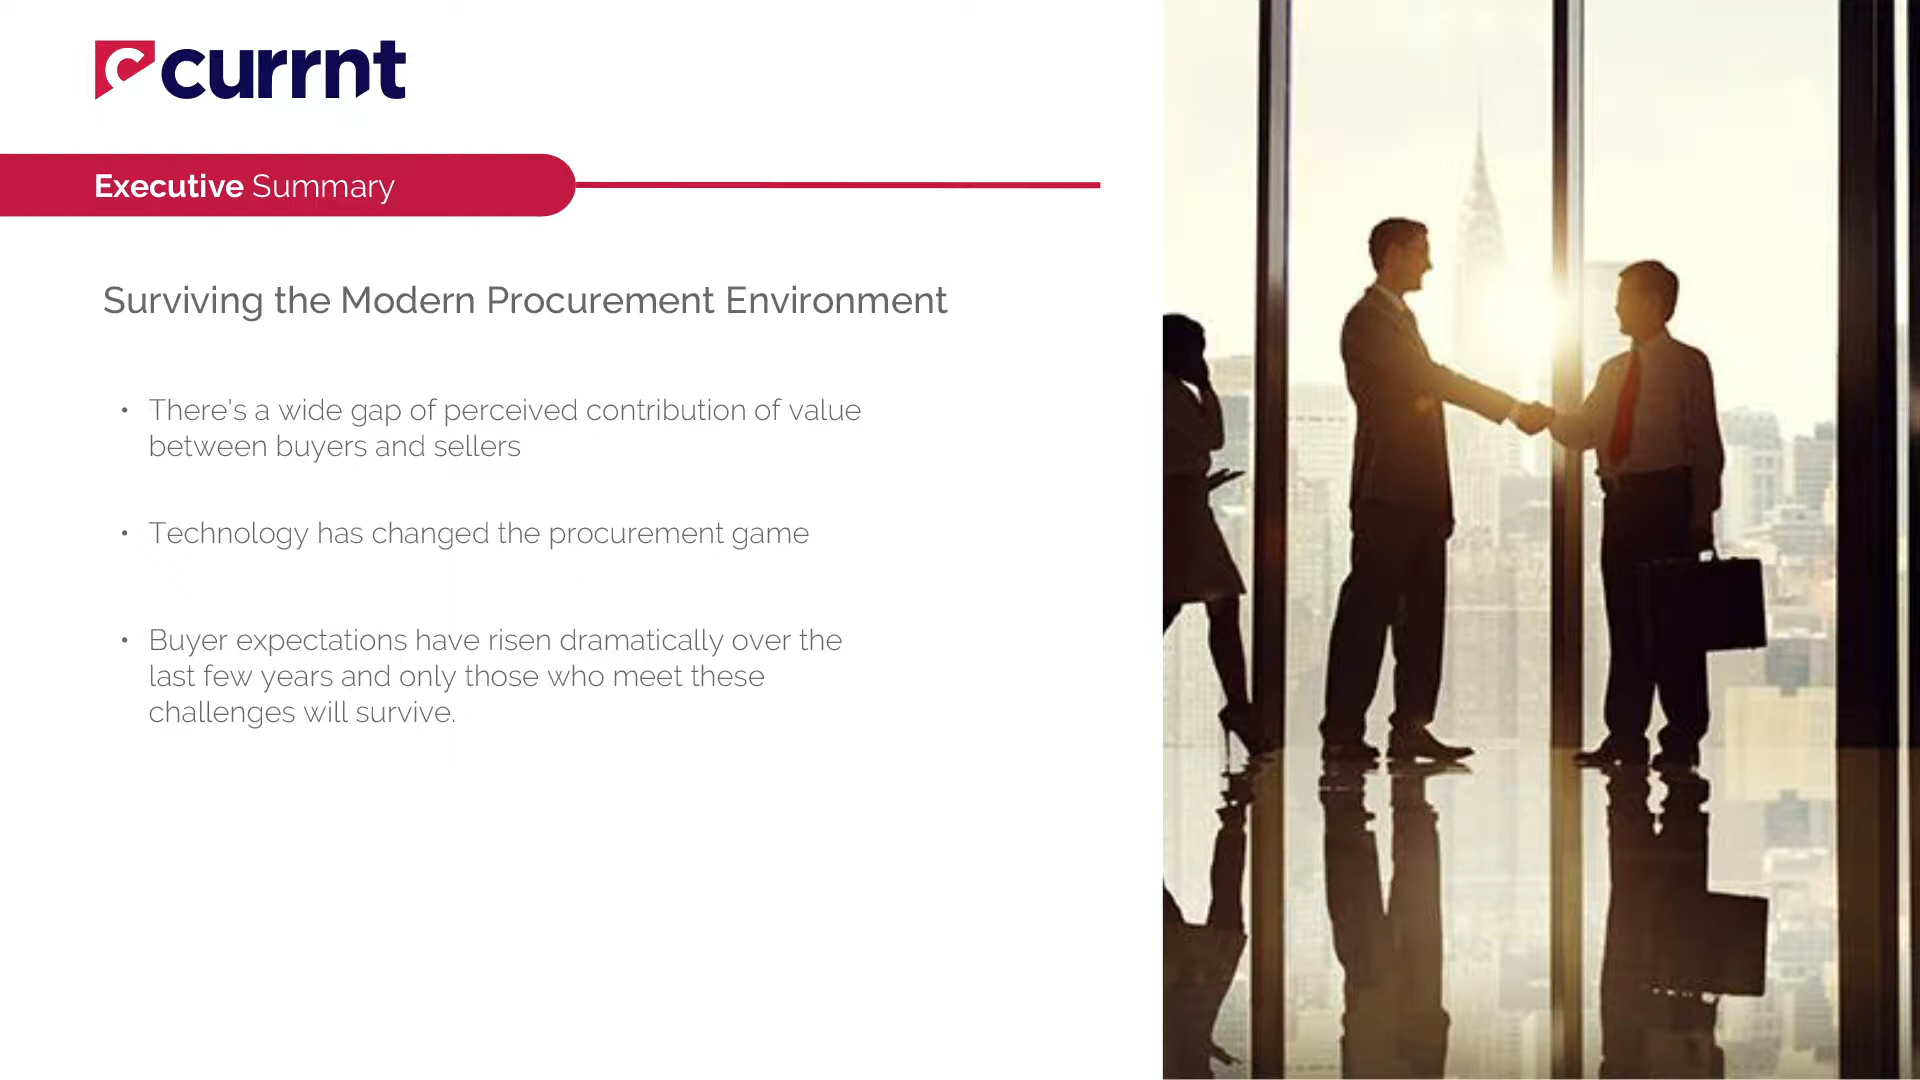 currnt
Executive Summary
Surviving the Modern Procurement Environment
• There's a wide gap of perceived contribution of value
between buyers and sellers
• Technology has changed the procurement game
• Buyer expectations have risen dramatically over the
last few years and only those who meet these
challenges will survive.